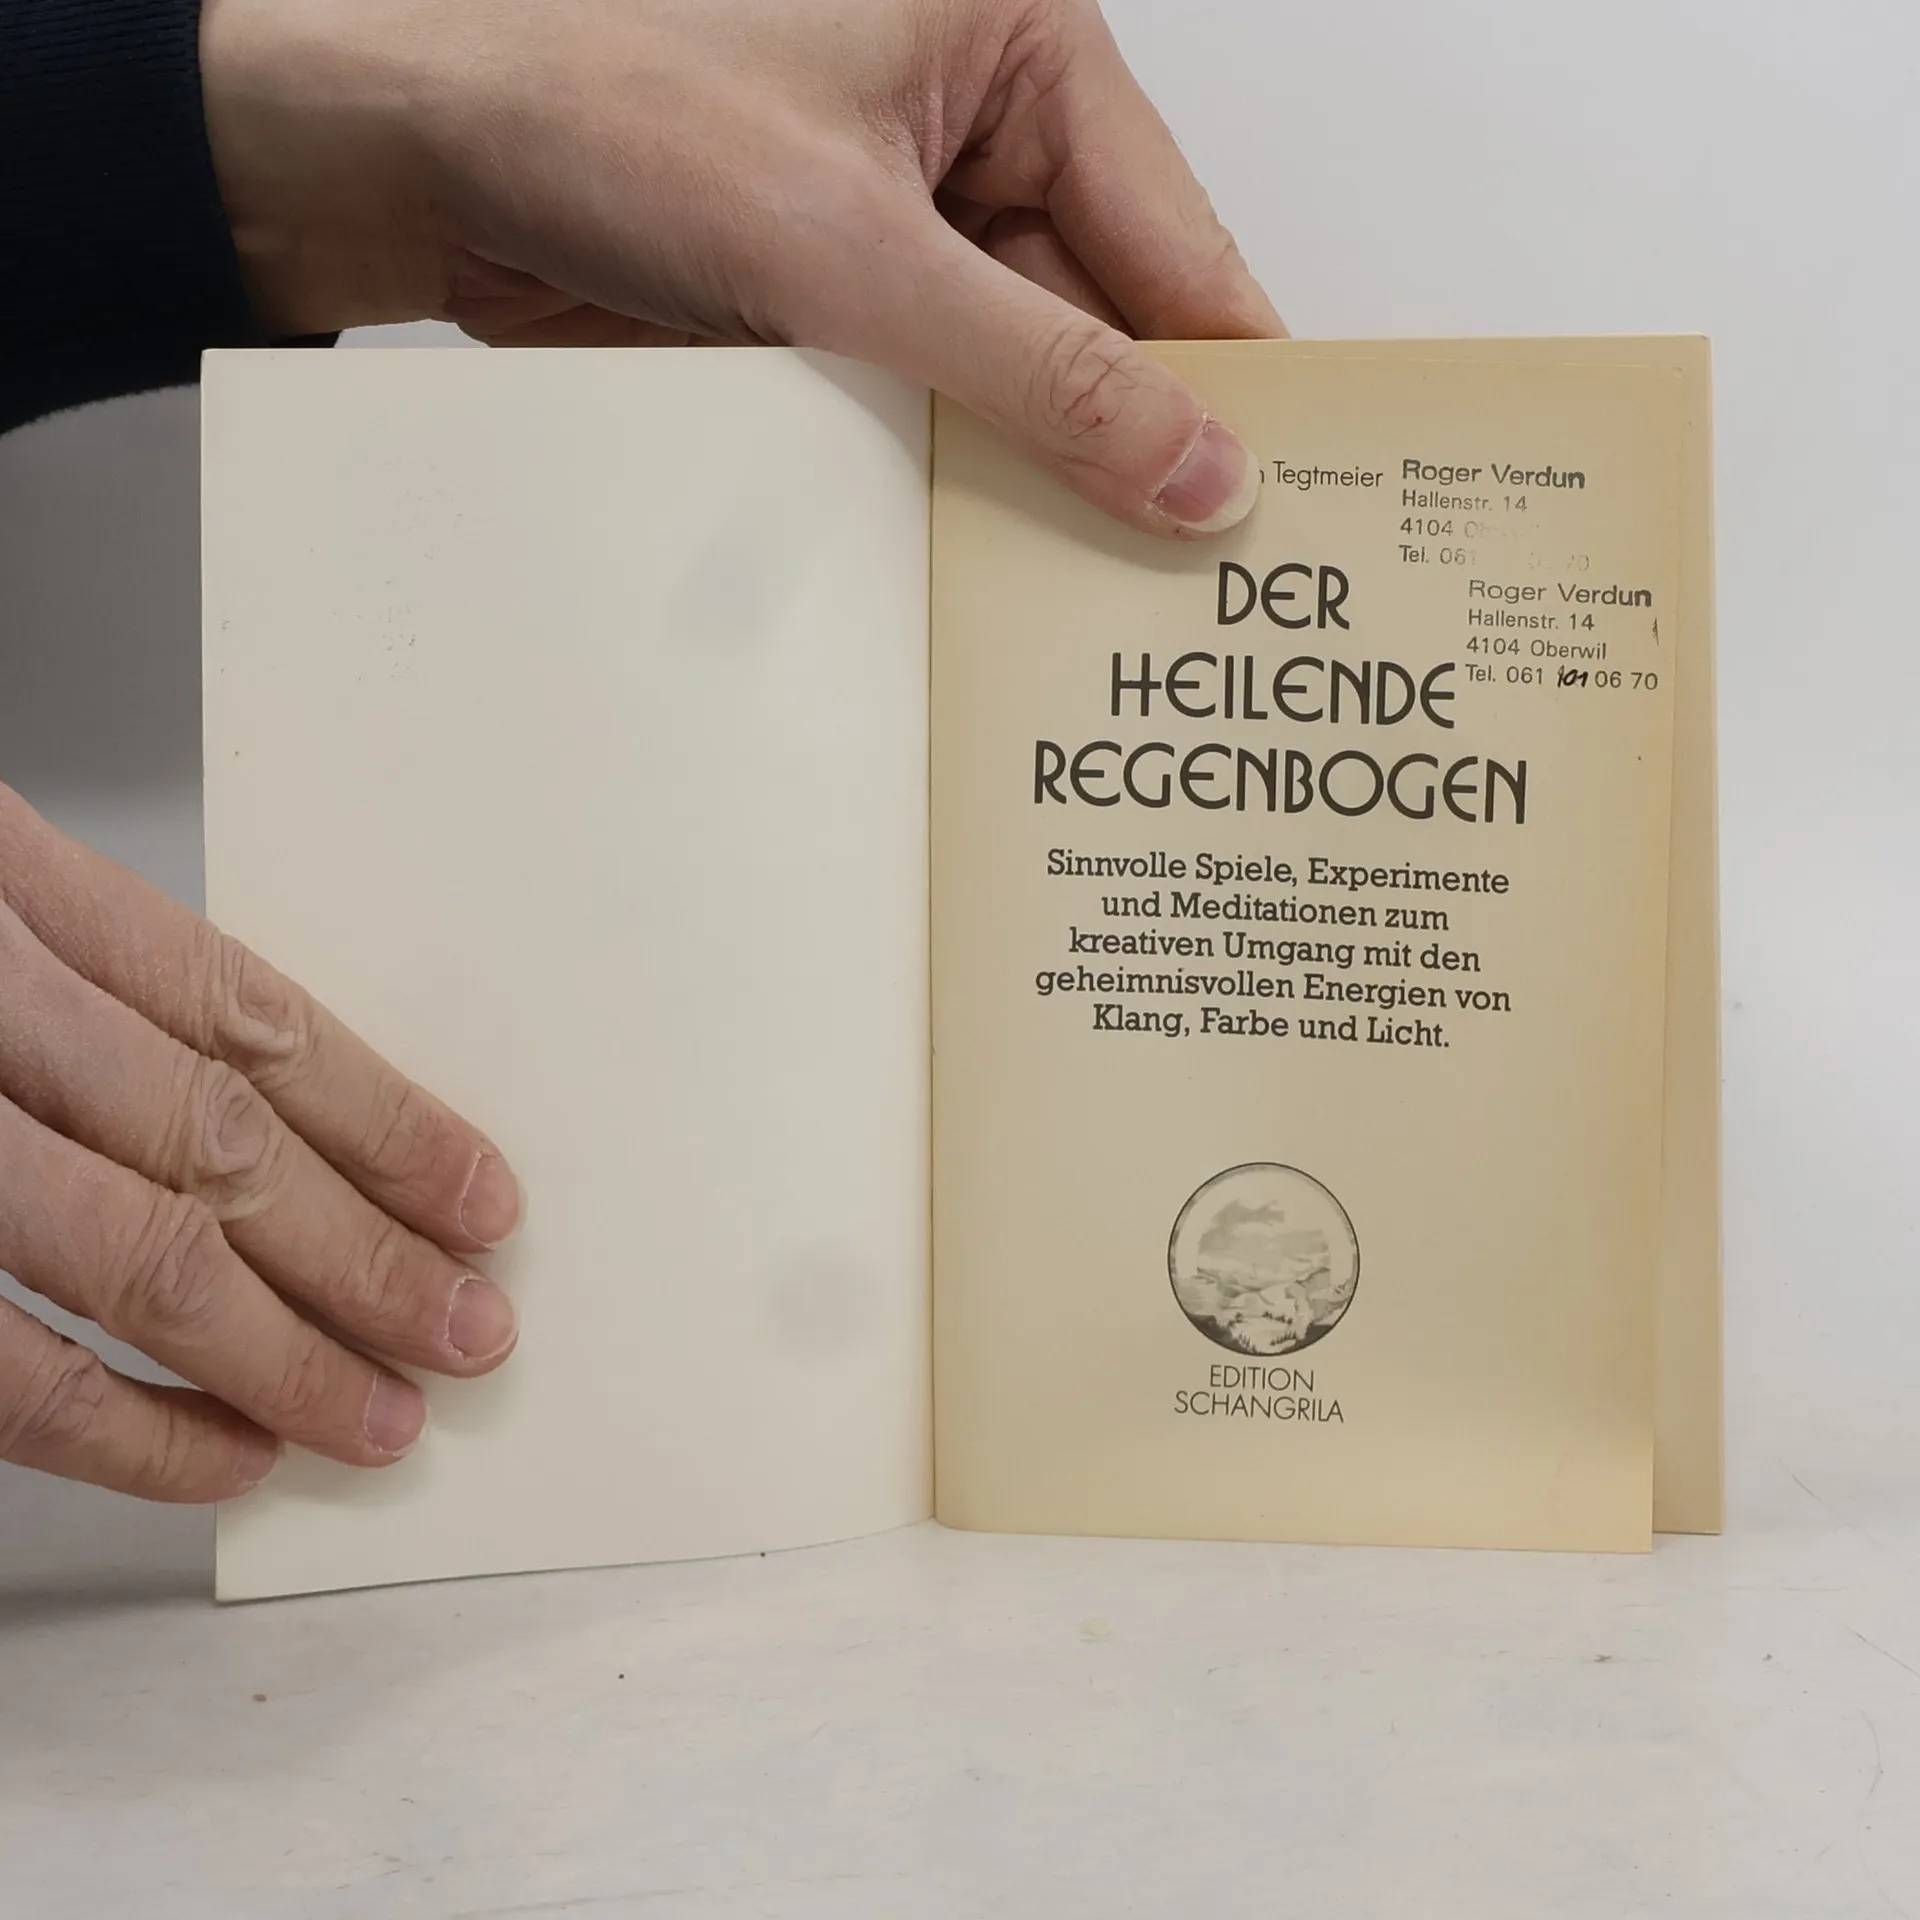 Tegtmeier
Roger Verdun
Hallenstr. 14
4104
Tel. 061
Roger Verdun
Hallenstr. 14
4104 Oberwil
Tel. 061 401 06 70
DER
HEILENDE
REGENBOGEN
Sinnvolle Spiele, Experimente
und Meditationen zum
kreativen Umgang mit den
geheimnisvollen Energien von
Klang, Farbe und Licht.
EDITION
SCHANGRILA